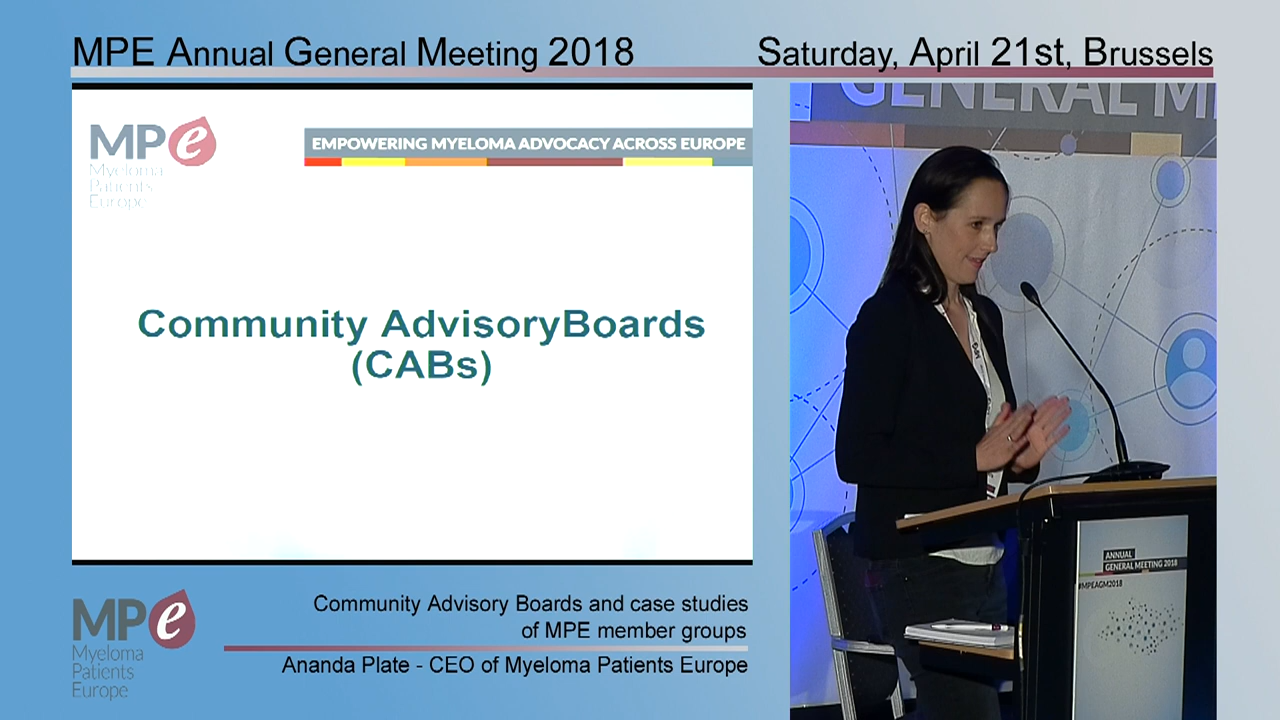 MPE Annual General Meeting 2018
Saturday, April 21st, Brussels
MPe
Myeloma
Patients
Europe
EMPOWERING MYELOMA ADVOCACY ACROSS EUROPE
Community AdvisoryBoards
(CABs)
GENERAL M
ANNUAL
GENERAL MEETING 2018
#MPEAGM2018
MPe
Myeloma
Patients
Europe
Community Advisory Boards and case studies
of MPE member groups
Ananda Plate - CEO of Myeloma Patients Europe